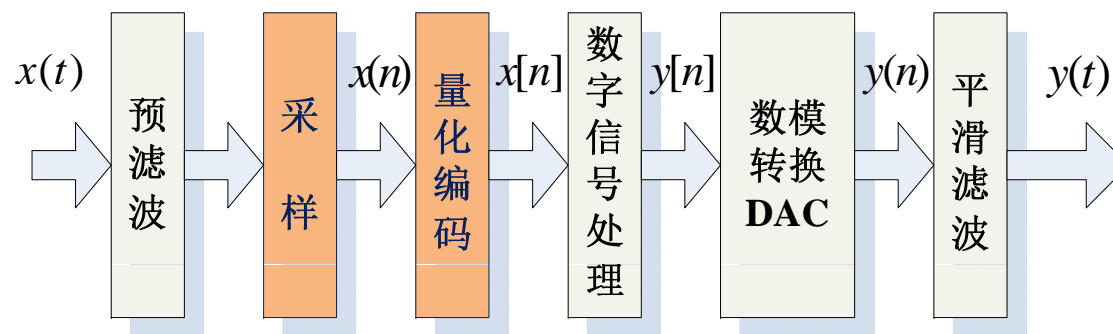 x(t)
预滤波
采样
x(n)
量化编码
x[n]
数字信号处理
y[n]
数模
转换
DAC
y(n)
平滑滤波
y(t)